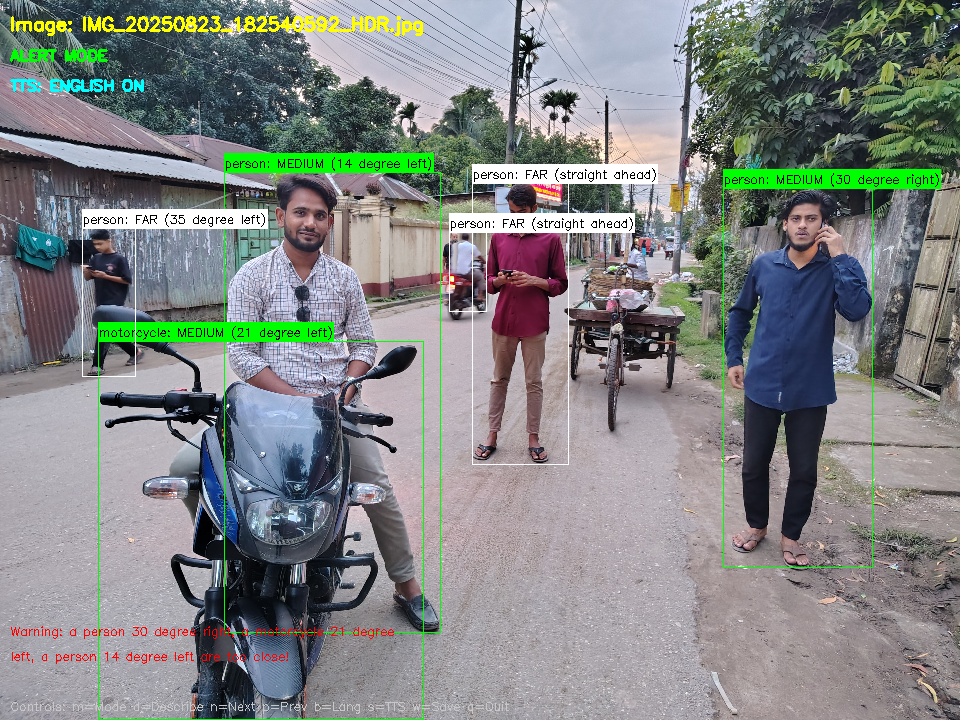 Image: IMG_20250823_182540592_HDR.jpg
ALERT MODE
TTS: ENGLISH ON
person: MEDIUM (14 degree left)
person: FAR (straight ahead)
person: MEDIUM (30 degree right)
person: FAR (35 degree left)
person: FAR (straight ahead)
motorcycle: MEDIUM (21 degree left)
Warning: a person 30 degree right, a motorcycle 21 degree
left, a person 14 degree left are too close.
Controls: m=Mode d=Describe n=Next p=Prev b=Lang s=TTS w=Save q=Quit